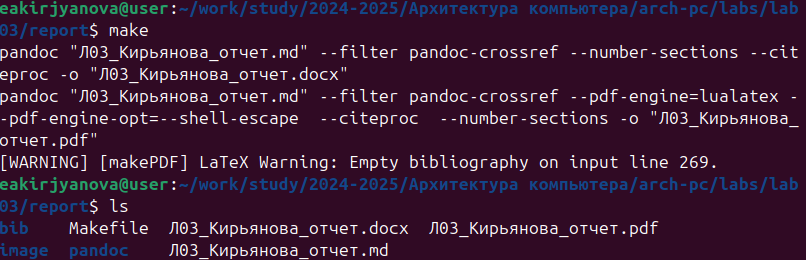 eakirjyanova@user:~/work/study/2024-2025/Архитектура компьютера/arch-pc/labs/lab
03/report$ make
pandoc "Л03_Кирьянова_отчет.md" --filter pandoc-crossref --number-sections --cit
eproc -o "Л03_Кирьянова_отчет.docx"
pandoc "Л03_Кирьянова_отчет.md" --filter pandoc-crossref --pdf-engine=lualatex -
-pdf-engine-opt=--shell-escape  --citeproc  --number-sections -o "Л03_Кирьянова_
отчет.pdf"
[WARNING] [makePDF] LaTeX Warning: Empty bibliography on input line 269.
eakirjyanova@user:~/work/study/2024-2025/Архитектура компьютера/arch-pc/labs/lab
03/report$ ls
bib    Makefile  Л03_Кирьянова_отчет.docx  Л03_Кирьянова_отчет.pdf
image  pandoc    Л03_Кирьянова_отчет.md